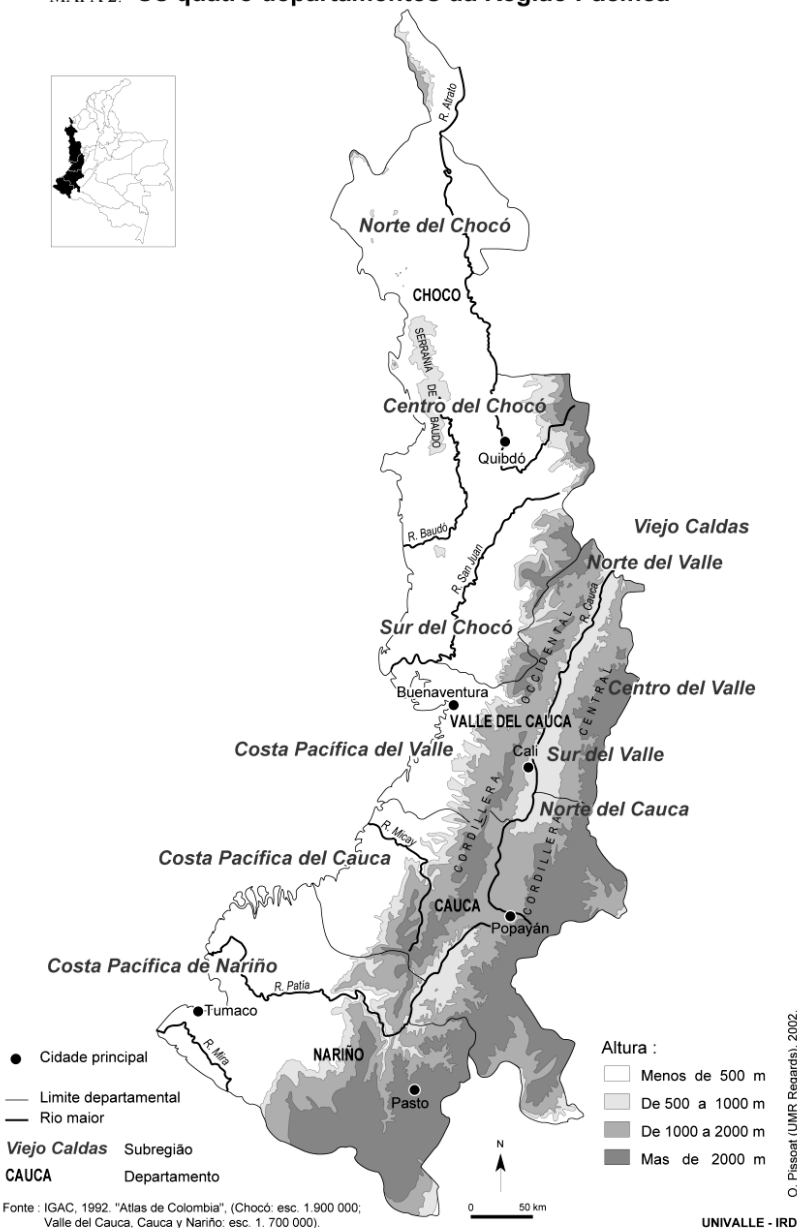 MAPA 2. Os quatro departamentos da Região Pacífica
R. Atrato
Norte del Chocó
CHOCO
SERRANIA DE BAUDO
Centro del Chocó
Quibdó
R. Baudó
R. San Juan
Viejo Caldas
Norte del Valle
R. Cauca
Sur del Chocó
CORDILLERA OCCIDENTAL
Buenaventura
CORDILLERA CENTRAL
Centro del Valle
VALLE DEL CAUCA
Costa Pacífica del Valle
Cali
Sur del Valle
Norte del Cauca
R. Micay
Costa Pacífica del Cauca
CAUCA
Popayán
Costa Pacífica de Nariño
R. Patía
Tumaco
R. Mira
NARIÑO
Pasto
Cidade principal
Limite departamental
Rio maior
Viejo Caldas Subregião
CAUCA Departamento
Altura :
Menos de 500 m
De 500 a 1000 m
De 1000 a 2000 m
Mas de 2000 m
N
0 50 km
Fonte : IGAC, 1992. "Atlas de Colombia", (Chocó: esc. 1.900 000;
Valle del Cauca, Cauca y Nariño: esc. 1. 700 000).
UNIVALLE - IRD
O. Pissoat (UMR Regards), 2002.